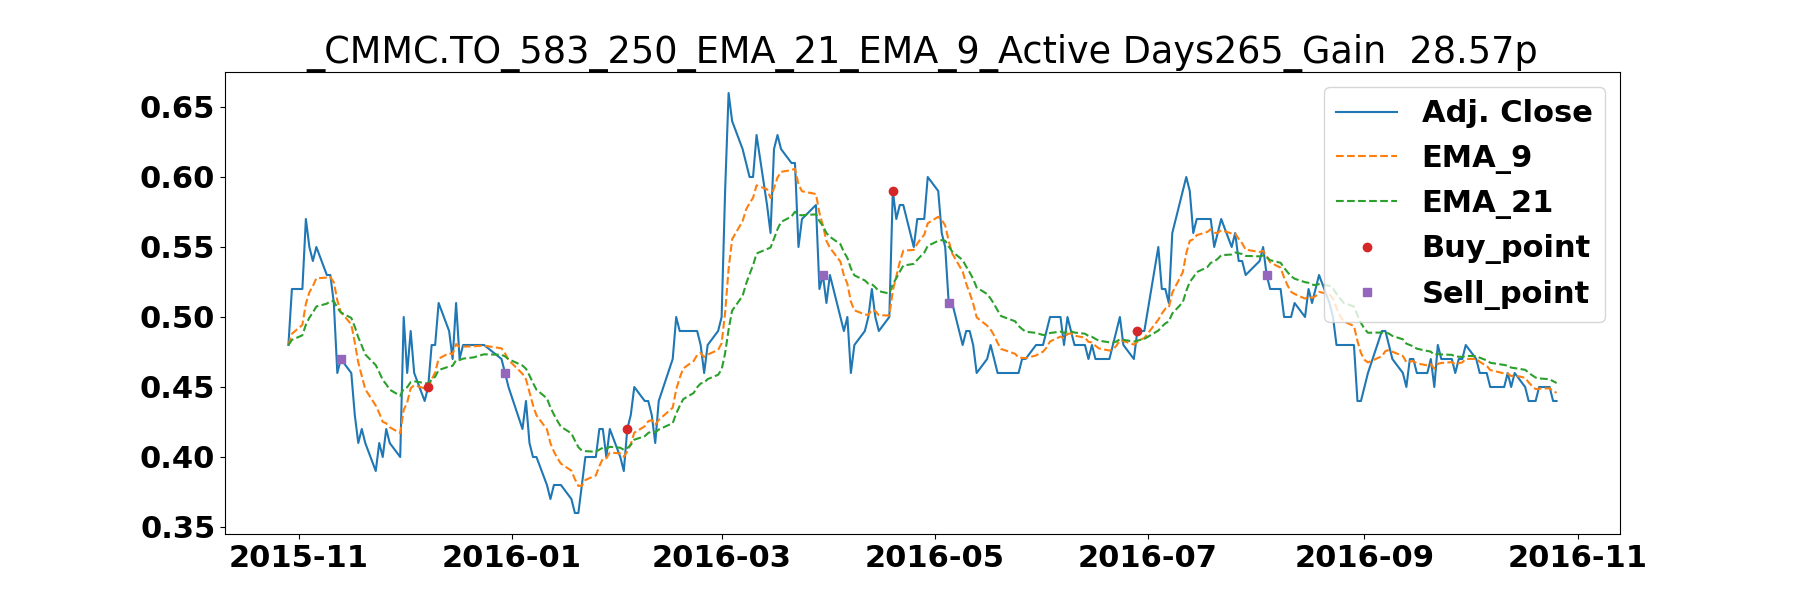 _CMMC.TO_583_250_EMA_21_EMA_9_Active Days265_Gain  28.57p
0.65
0.60
0.55
0.50
0.45
0.40
0.35
Adj. Close
EMA_9
EMA_21
Buy_point
Sell_point
2015-11 2016-01 2016-03 2016-05 2016-07 2016-09 2016-11